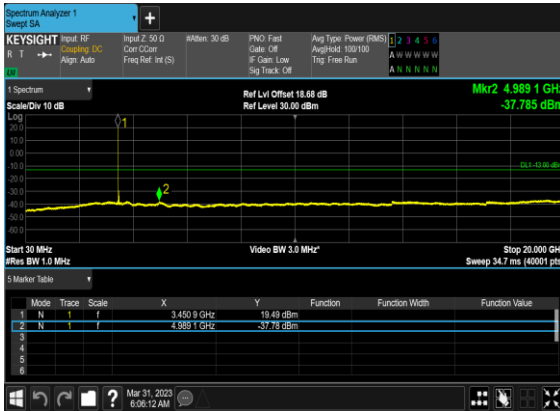 Spectrum Analyzer 1
Swept SA
+
KEYSIGHT Input: RF Input Z: 50 Ω #Atten: 30 dB PNO: Fast Avg Type: Power (RMS) 1 2 3 4 5 6
R T Coupling: DC Corr CCorr Gate: Off Avg|Hold: 100/100 A W W W W W
Align: Auto Freq Ref: Int (S) IF Gain: Low Trig: Free Run
Sig Track: Off A N N N N N
LXI
1 Spectrum Ref Lvl Offset 18.68 dB Mkr2 4.989 1 GHz
Scale/Div 10 dB Ref Level 30.00 dBm -37.785 dBm
Log
1
20.0
10.0
0.00
-10.0
DL1 -13.00 dBm
-20.0
-30.0
2
-40.0
-50.0
-60.0
Start 30 MHz Video BW 3.0 MHz* Stop 20.000 GHz
#Res BW 1.0 MHz Sweep 34.7 ms (40001 pts)
5 Marker Table
Mode Trace Scale X Y Function Function Width Function Value
1 N 1 f 3.450 9 GHz 19.49 dBm
2 N 1 f 4.989 1 GHz -37.78 dBm
3
4
5
6
? Mar 31, 2023
6:06:12 AM